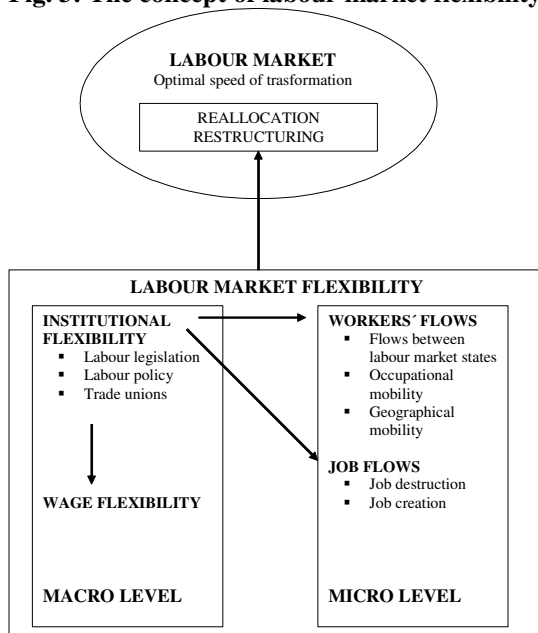 Fig. 3: The concept of labour market flexibility
LABOUR MARKET
Optimal speed of trasformation
REALLOCATION
RESTRUCTURING
LABOUR MARKET FLEXIBILITY
INSTITUTIONAL
FLEXIBILITY
▪ Labour legislation
▪ Labour policy
▪ Trade unions
WAGE FLEXIBILITY
MACRO LEVEL
WORKERS´ FLOWS
▪ Flows between
labour market states
▪ Occupational
mobility
▪ Geographical
mobility
JOB FLOWS
▪ Job destruction
▪ Job creation
MICRO LEVEL